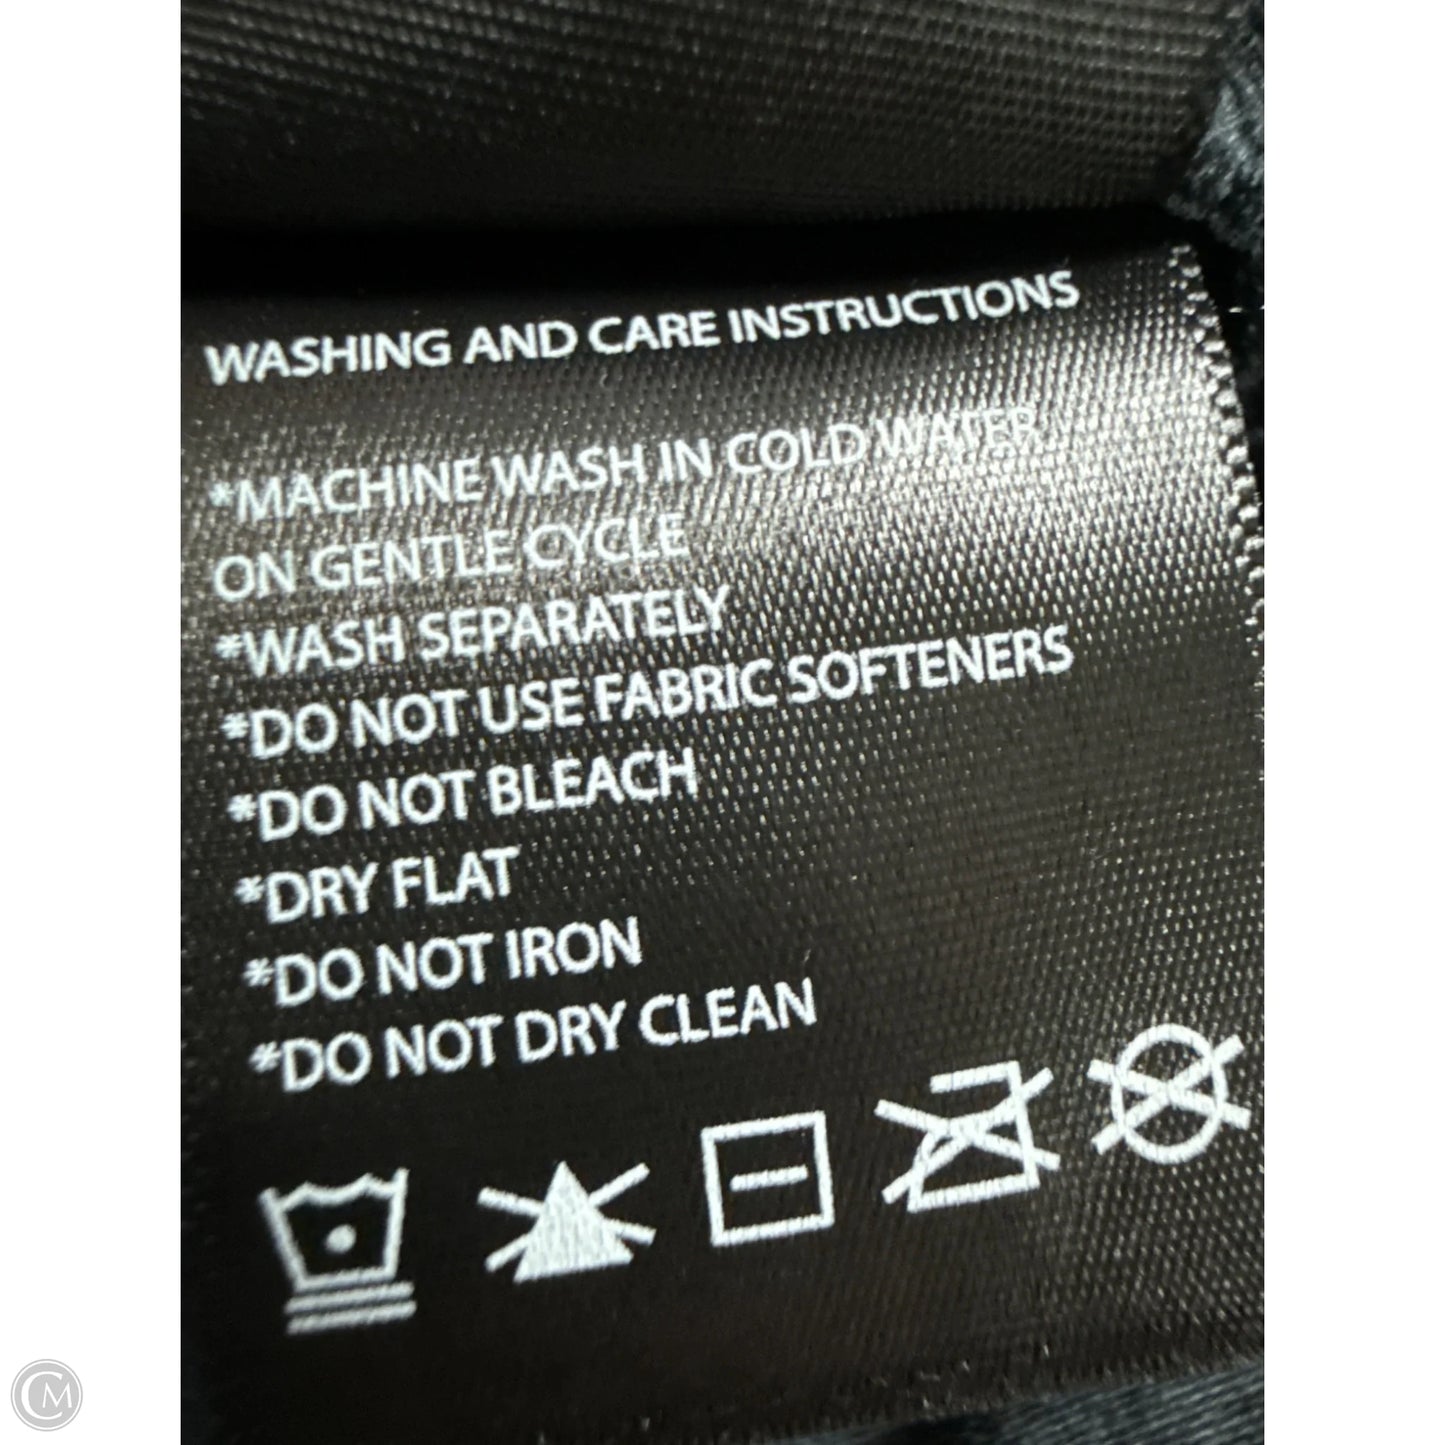 WASHING AND CARE INSTRUCTIONS
*MACHINE WASH IN COLD WATER
ON GENTLE CYCLE
*WASH SEPARATELY
*DO NOT USE FABRIC SOFTENERS
*DO NOT BLEACH
*DRY FLAT
*DO NOT IRON
*DO NOT DRY CLEAN
CM